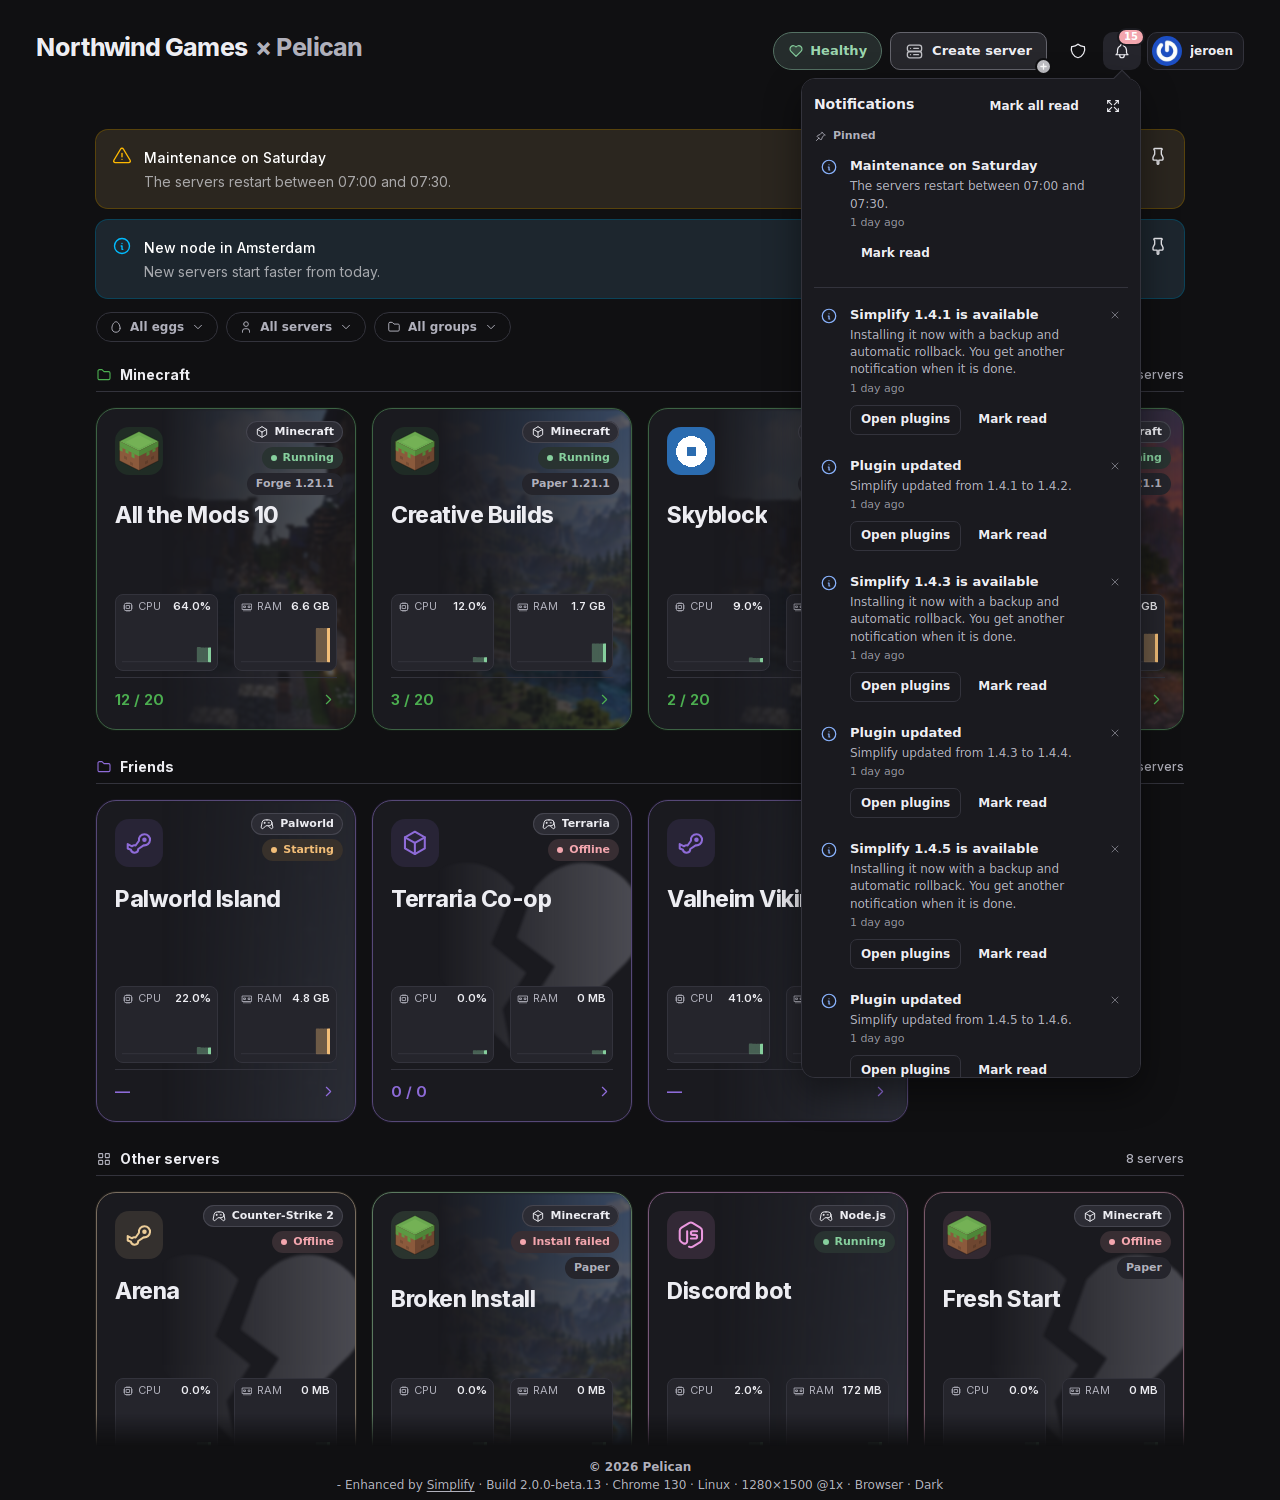 Northwind Games × Pelican
Healthy
Create server
15
jeroen
Maintenance on Saturday
The servers restart between 07:00 and 07:30.
New node in Amsterdam
New servers start faster from today.
Notifications
Mark all read
Pinned
Maintenance on Saturday
The servers restart between 07:00 and
07:30.
1 day ago
Mark read
Simplify 1.4.1 is available
Installing it now with a backup and
automatic rollback. You get another
notification when it is done.
1 day ago
Open plugins Mark read
Plugin updated
Simplify updated from 1.4.1 to 1.4.2.
1 day ago
Open plugins Mark read
Simplify 1.4.3 is available
Installing it now with a backup and
automatic rollback. You get another
notification when it is done.
1 day ago
Open plugins Mark read
Plugin updated
Simplify updated from 1.4.3 to 1.4.4.
1 day ago
Open plugins Mark read
Simplify 1.4.5 is available
Installing it now with a backup and
automatic rollback. You get another
notification when it is done.
1 day ago
Open plugins Mark read
Plugin updated
Simplify updated from 1.4.5 to 1.4.6.
1 day ago
Open plugins Mark read
All eggs All servers All groups
Minecraft
servers
Minecraft
Running
Forge 1.21.1
All the Mods 10
CPU 64.0% RAM 6.6 GB
12 / 20
Minecraft
Running
Paper 1.21.1
Creative Builds
CPU 12.0% RAM 1.7 GB
3 / 20
Skyblock
CPU 9.0%
2 / 20
GB
Friends
servers
Palworld
Starting
Palworld Island
CPU 22.0% RAM 4.8 GB
—
Terraria
Offline
Terraria Co-op
CPU 0.0% RAM 0 MB
0 / 0
Valheim
CPU 41.0%
—
Other servers
8 servers
Counter-Strike 2
Offline
Arena
CPU 0.0% RAM 0 MB
Minecraft
Install failed
Paper
Broken Install
CPU 0.0% RAM 0 MB
Node.js
Running
Discord bot
CPU 2.0% RAM 172 MB
Minecraft
Offline
Paper
Fresh Start
CPU 0.0% RAM 0 MB
© 2026 Pelican
- Enhanced by Simplify · Build 2.0.0-beta.13 · Chrome 130 · Linux · 1280×1500 @1x · Browser · Dark